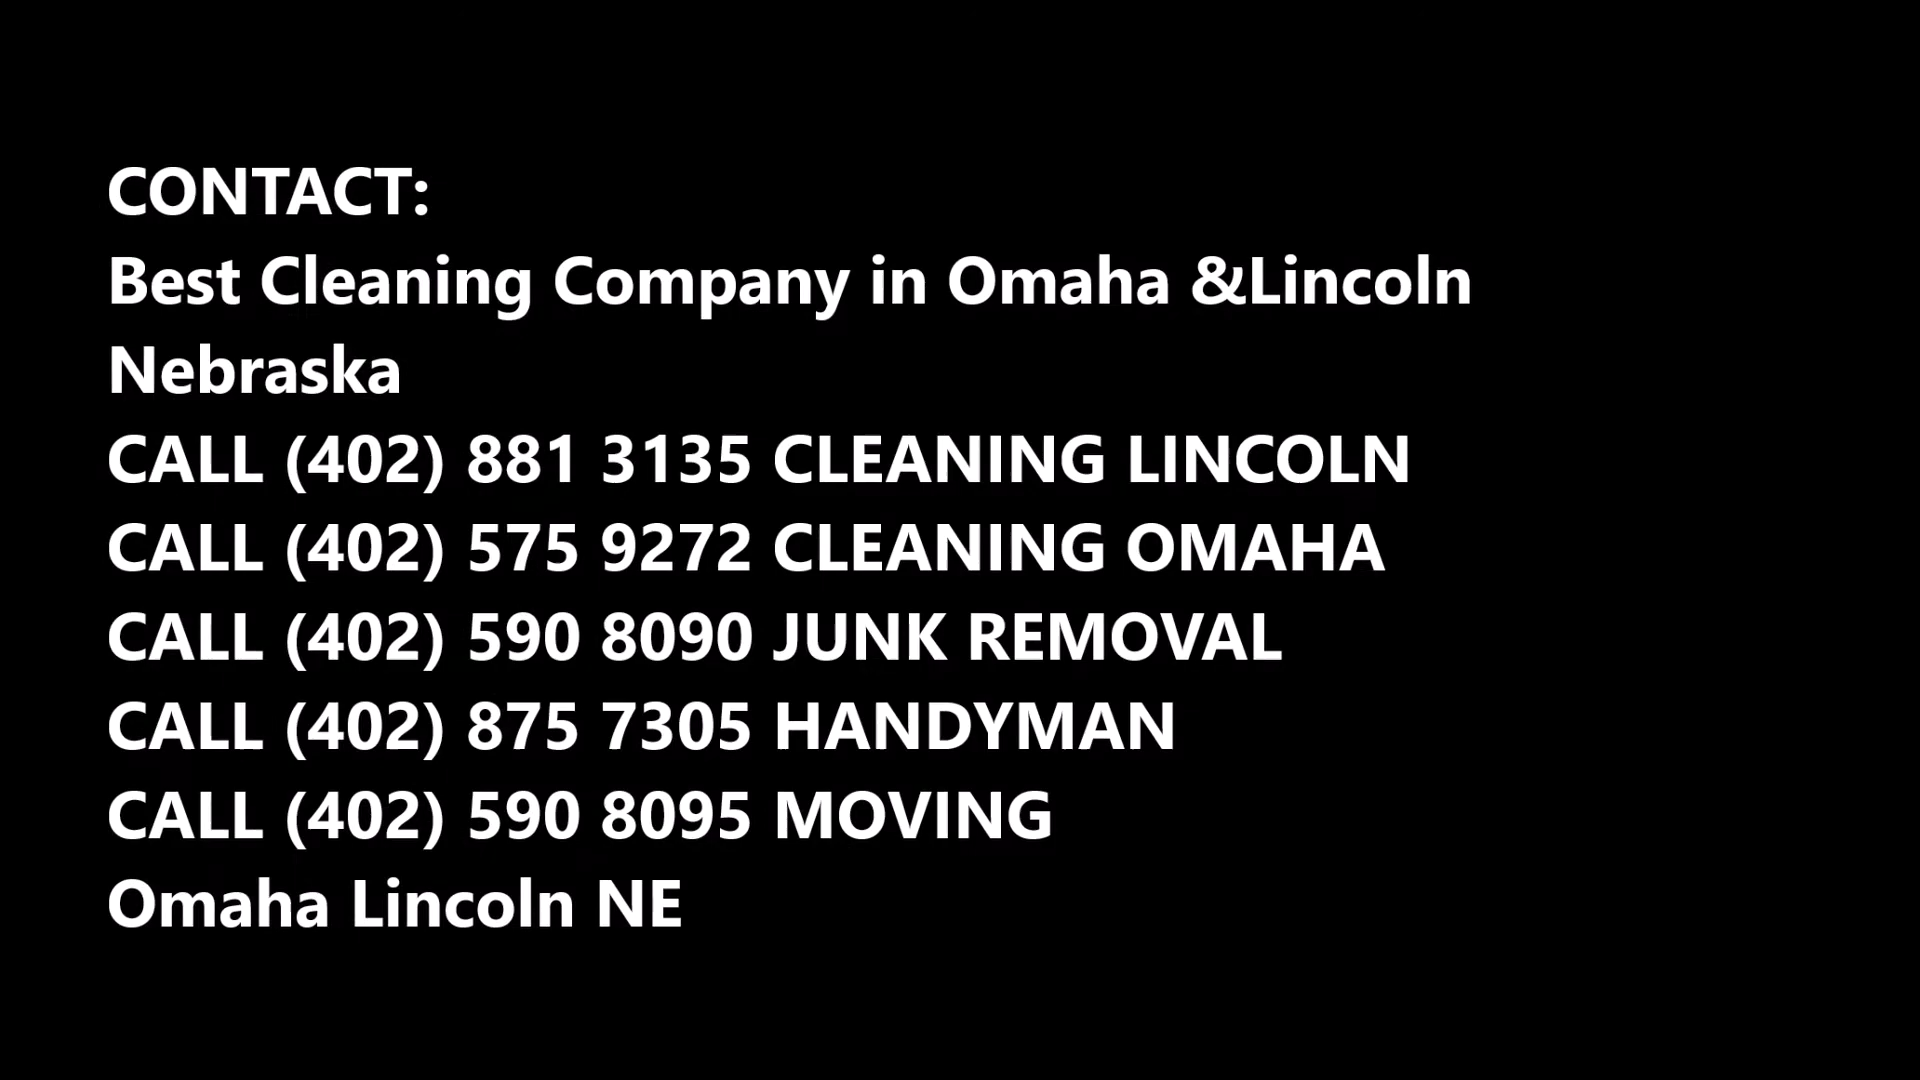 CONTACT:
Best Cleaning Company in Omaha &Lincoln
Nebraska
CALL (402) 881 3135 CLEANING LINCOLN
CALL (402) 575 9272 CLEANING OMAHA
CALL (402) 590 8090 JUNK REMOVAL
CALL (402) 875 7305 HANDYMAN
CALL (402) 590 8095 MOVING
Omaha Lincoln NE